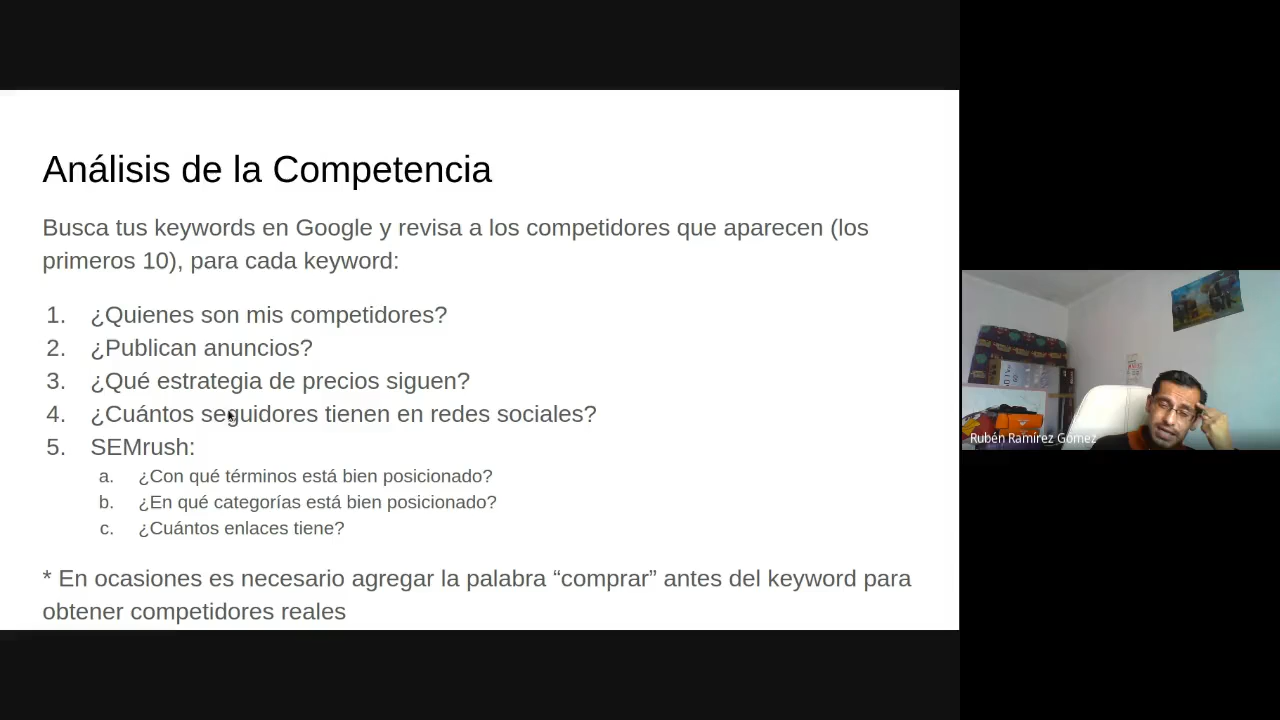 Análisis de la Competencia
Busca tus keywords en Google y revisa a los competidores que aparecen (los
primeros 10), para cada keyword:
1. ¿Quienes son mis competidores?
2. ¿Publican anuncios?
3. ¿Qué estrategia de precios siguen?
4. ¿Cuántos seguidores tienen en redes sociales?
5. SEMrush:
a. ¿Con qué términos está bien posicionado?
b. ¿En qué categorías está bien posicionado?
c. ¿Cuántos enlaces tiene?
* En ocasiones es necesario agregar la palabra “comprar” antes del keyword para
obtener competidores reales
Rubén Ramírez Gómez